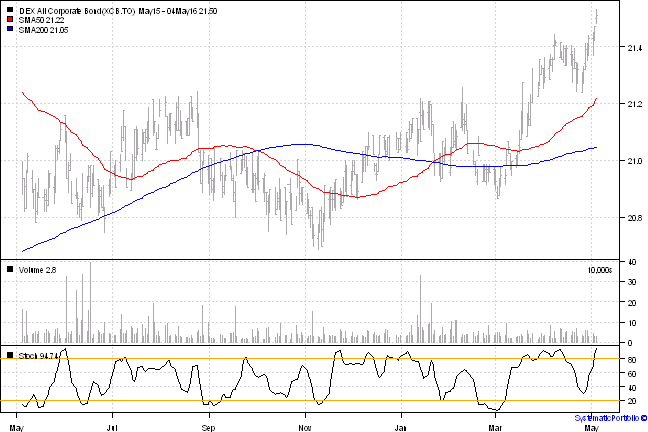 DEX All Corporate Bond(XCB.TO) May15 - 04May16 21.50
SMA50 21.22
SMA200 21.05
21.4
21.2
21.0
20.8
Volume 2.8
10,000s
40
30
20
10
0
Stoch 94.74
80
60
40
20
May
Jul
Sep
Nov
Jan
Mar
May
SystematicPortfolio ©